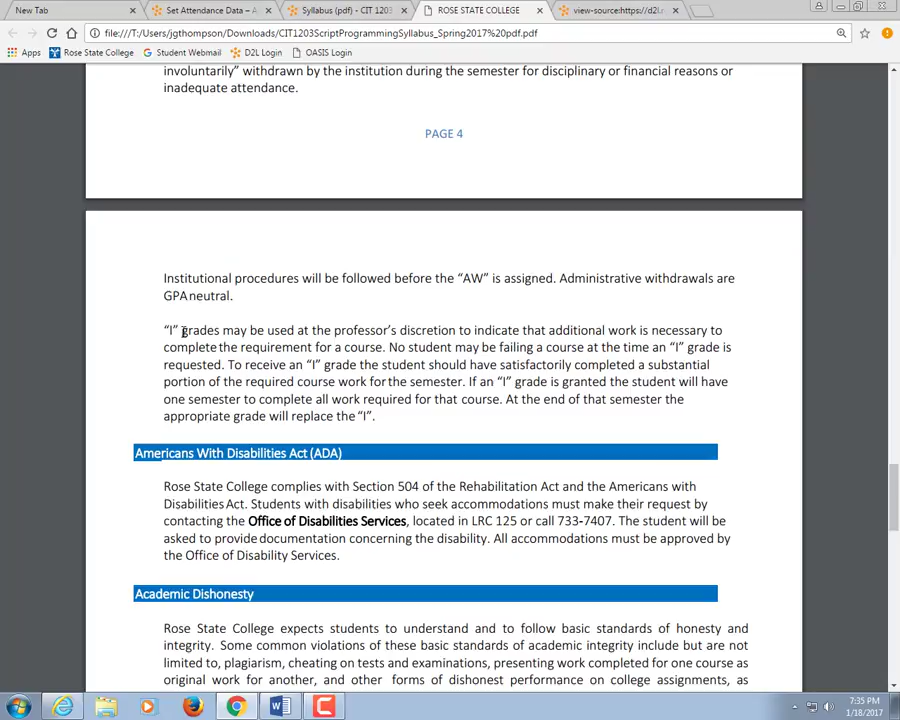 New Tab
Set Attendance Data – A
Syllabus (pdf) - CIT 1203
ROSE STATE COLLEGE
view-source:https://d2l
file:///T:/Users/jgthompson/Downloads/CIT1203ScriptProgrammingSyllabus_Spring2017%20pdf.pdf
Apps
Rose State College
Student Webmail
D2L Login
OASIS Login
involuntarily” withdrawn by the institution during the semester for disciplinary or financial reasons or
inadequate attendance.
PAGE 4
Institutional procedures will be followed before the “AW” is assigned. Administrative withdrawals are
GPA neutral.
“I” grades may be used at the professor’s discretion to indicate that additional work is necessary to
complete the requirement for a course. No student may be failing a course at the time an “I” grade is
requested. To receive an “I” grade the student should have satisfactorily completed a substantial
portion of the required course work for the semester. If an “I” grade is granted the student will have
one semester to complete all work required for that course. At the end of that semester the
appropriate grade will replace the “I”.
Americans With Disabilities Act (ADA)
Rose State College complies with Section 504 of the Rehabilitation Act and the Americans with
Disabilities Act. Students with disabilities who seek accommodations must make their request by
contacting the Office of Disabilities Services, located in LRC 125 or call 733-7407. The student will be
asked to provide documentation concerning the disability. All accommodations must be approved by
the Office of Disability Services.
Academic Dishonesty
Rose State College expects students to understand and to follow basic standards of honesty and
integrity. Some common violations of these basic standards of academic integrity include but are not
limited to, plagiarism, cheating on tests and examinations, presenting work completed for one course as
original work for another, and other forms of dishonest performance on college assignments, as
7:35 PM
1/18/2017